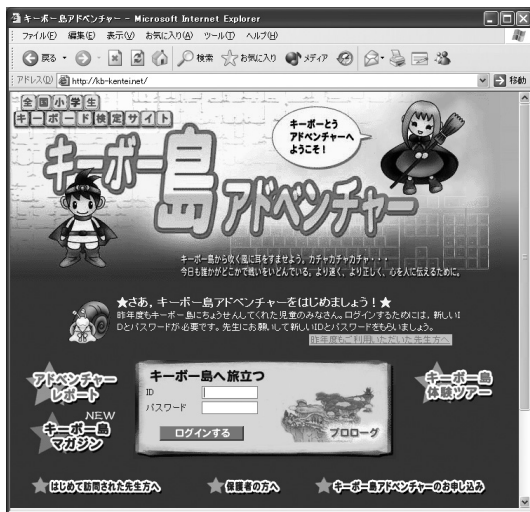 キーボー島アドベンチャー - Microsoft Internet Explorer
ファイル(F) 編集(E) 表示(V) お気に入り(A) ツール(T) ヘルプ(H)
戻る 検索 お気に入り メディア
アドレス(D) http://kb-kentei.net/ 移動
全国小学生
キーボード検定サイト
キーボーとう
アドベンチャーへ
ようこそ!
キーボー島アドベンチャー
キーボー島から吹く風に耳をすませよう。カチャカチャカチャ・・・
今日も誰かがどこかで戦いをいどんでいる。より速く、より正しく、心を人に伝えるために。
★さあ，キーボー島アドベンチャーをはじめましょう！★
昨年度もキーボー島にちょうせんしてくれた児童のみなさん。ログインするためには，新しいI
Dとパスワードが必要です。先生にお願いして新しいIDとパスワードをもらいましょう。
昨年度もご利用いただいた先生方へ
アドベンチャー
レポート
NEW
キーボー島
マガジン
キーボー島へ旅立つ
ID
パスワード
ログインする
プロローグ
キーボー島
体験ツアー
はじめて訪問された先生方へ 保護者の方へ キーボー島アドベンチャーのお申し込み